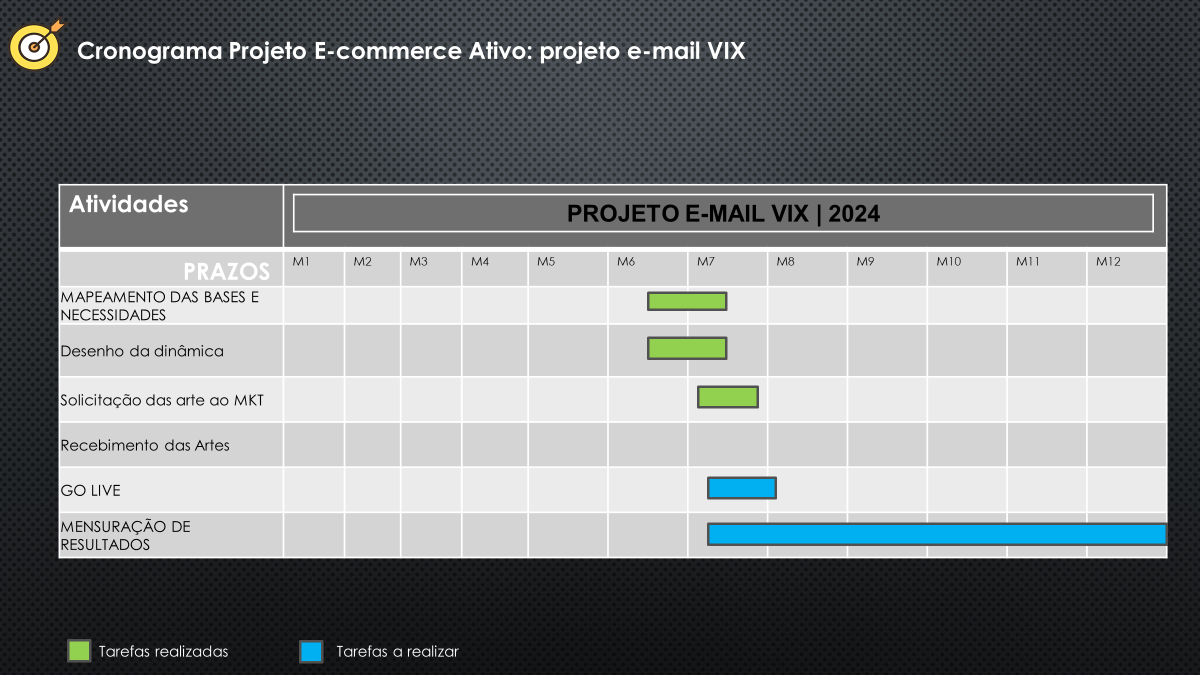 Cronograma Projeto E-commerce Ativo: projeto e-mail VIX
Atividades
PROJETO E-MAIL VIX | 2024
PRAZOS
M1 M2 M3 M4 M5 M6 M7 M8 M9 M10 M11 M12
MAPEAMENTO DAS BASES E
NECESSIDADES
Desenho da dinâmica
Solicitação das arte ao MKT
Recebimento das Artes
GO LIVE
MENSURAÇÃO DE
RESULTADOS
Tarefas realizadas
Tarefas a realizar